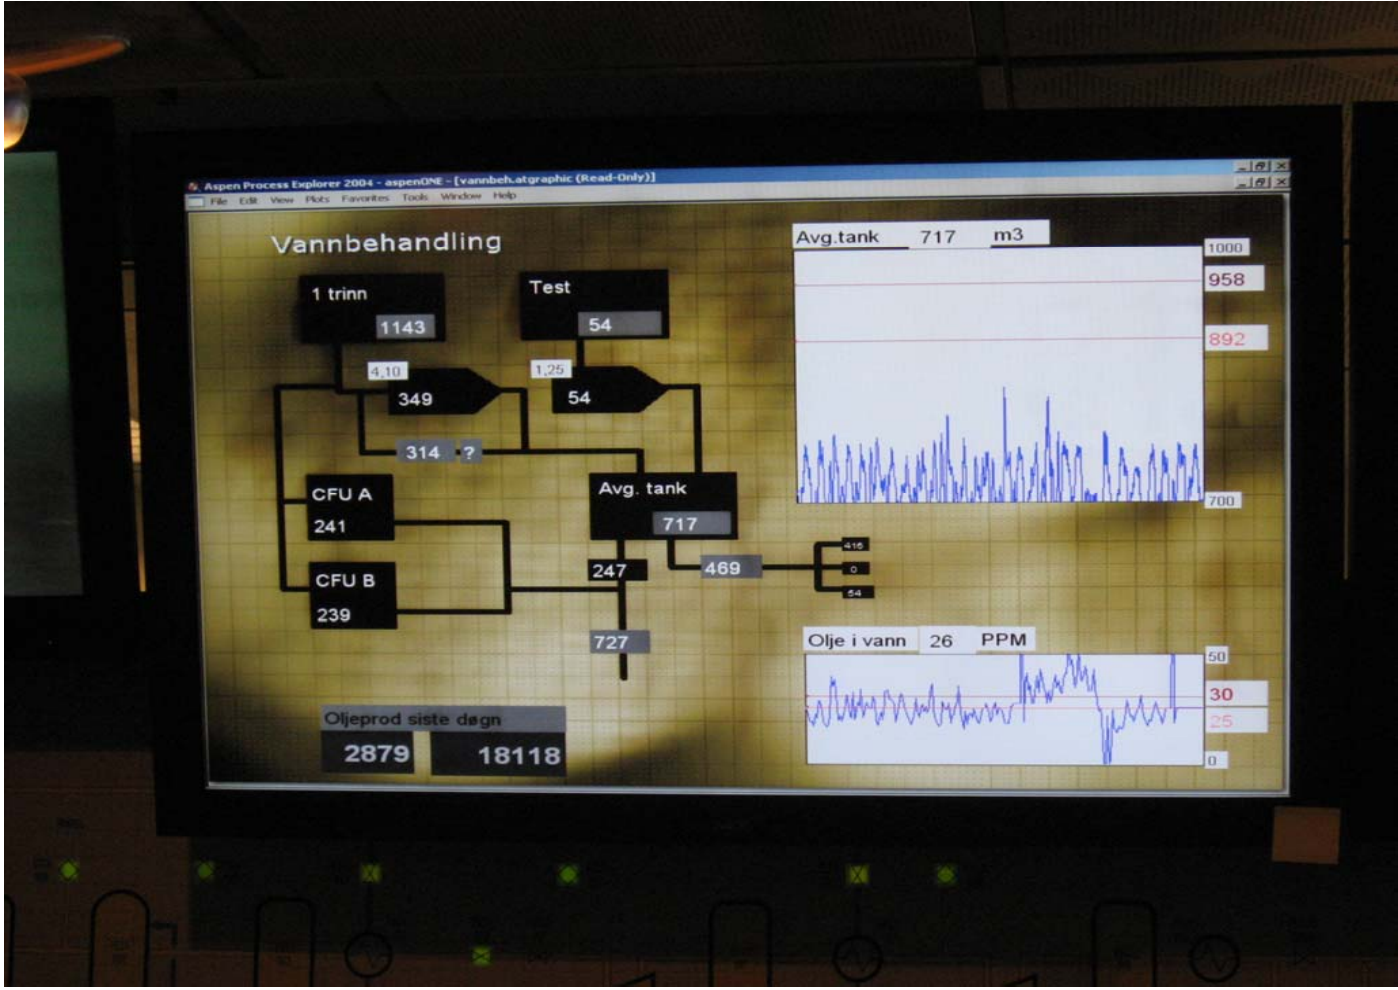 Aspen Process Explorer 2004 - aspenONE - [vannbeh.atgraphic (Read-Only)]
File Edit View Plots Favorites Tools Window Help
Vannbehandling
1 trinn
1143
Test
54
4,10
349
1,25
54
314 ?
CFU A
241
CFU B
239
Avg. tank
717
247
469
416
0
54
727
Oljeprod siste døgn
2879 18118
Avg.tank 717 m3
1000
958
892
700
Olje i vann 26 PPM
50
30
25
0